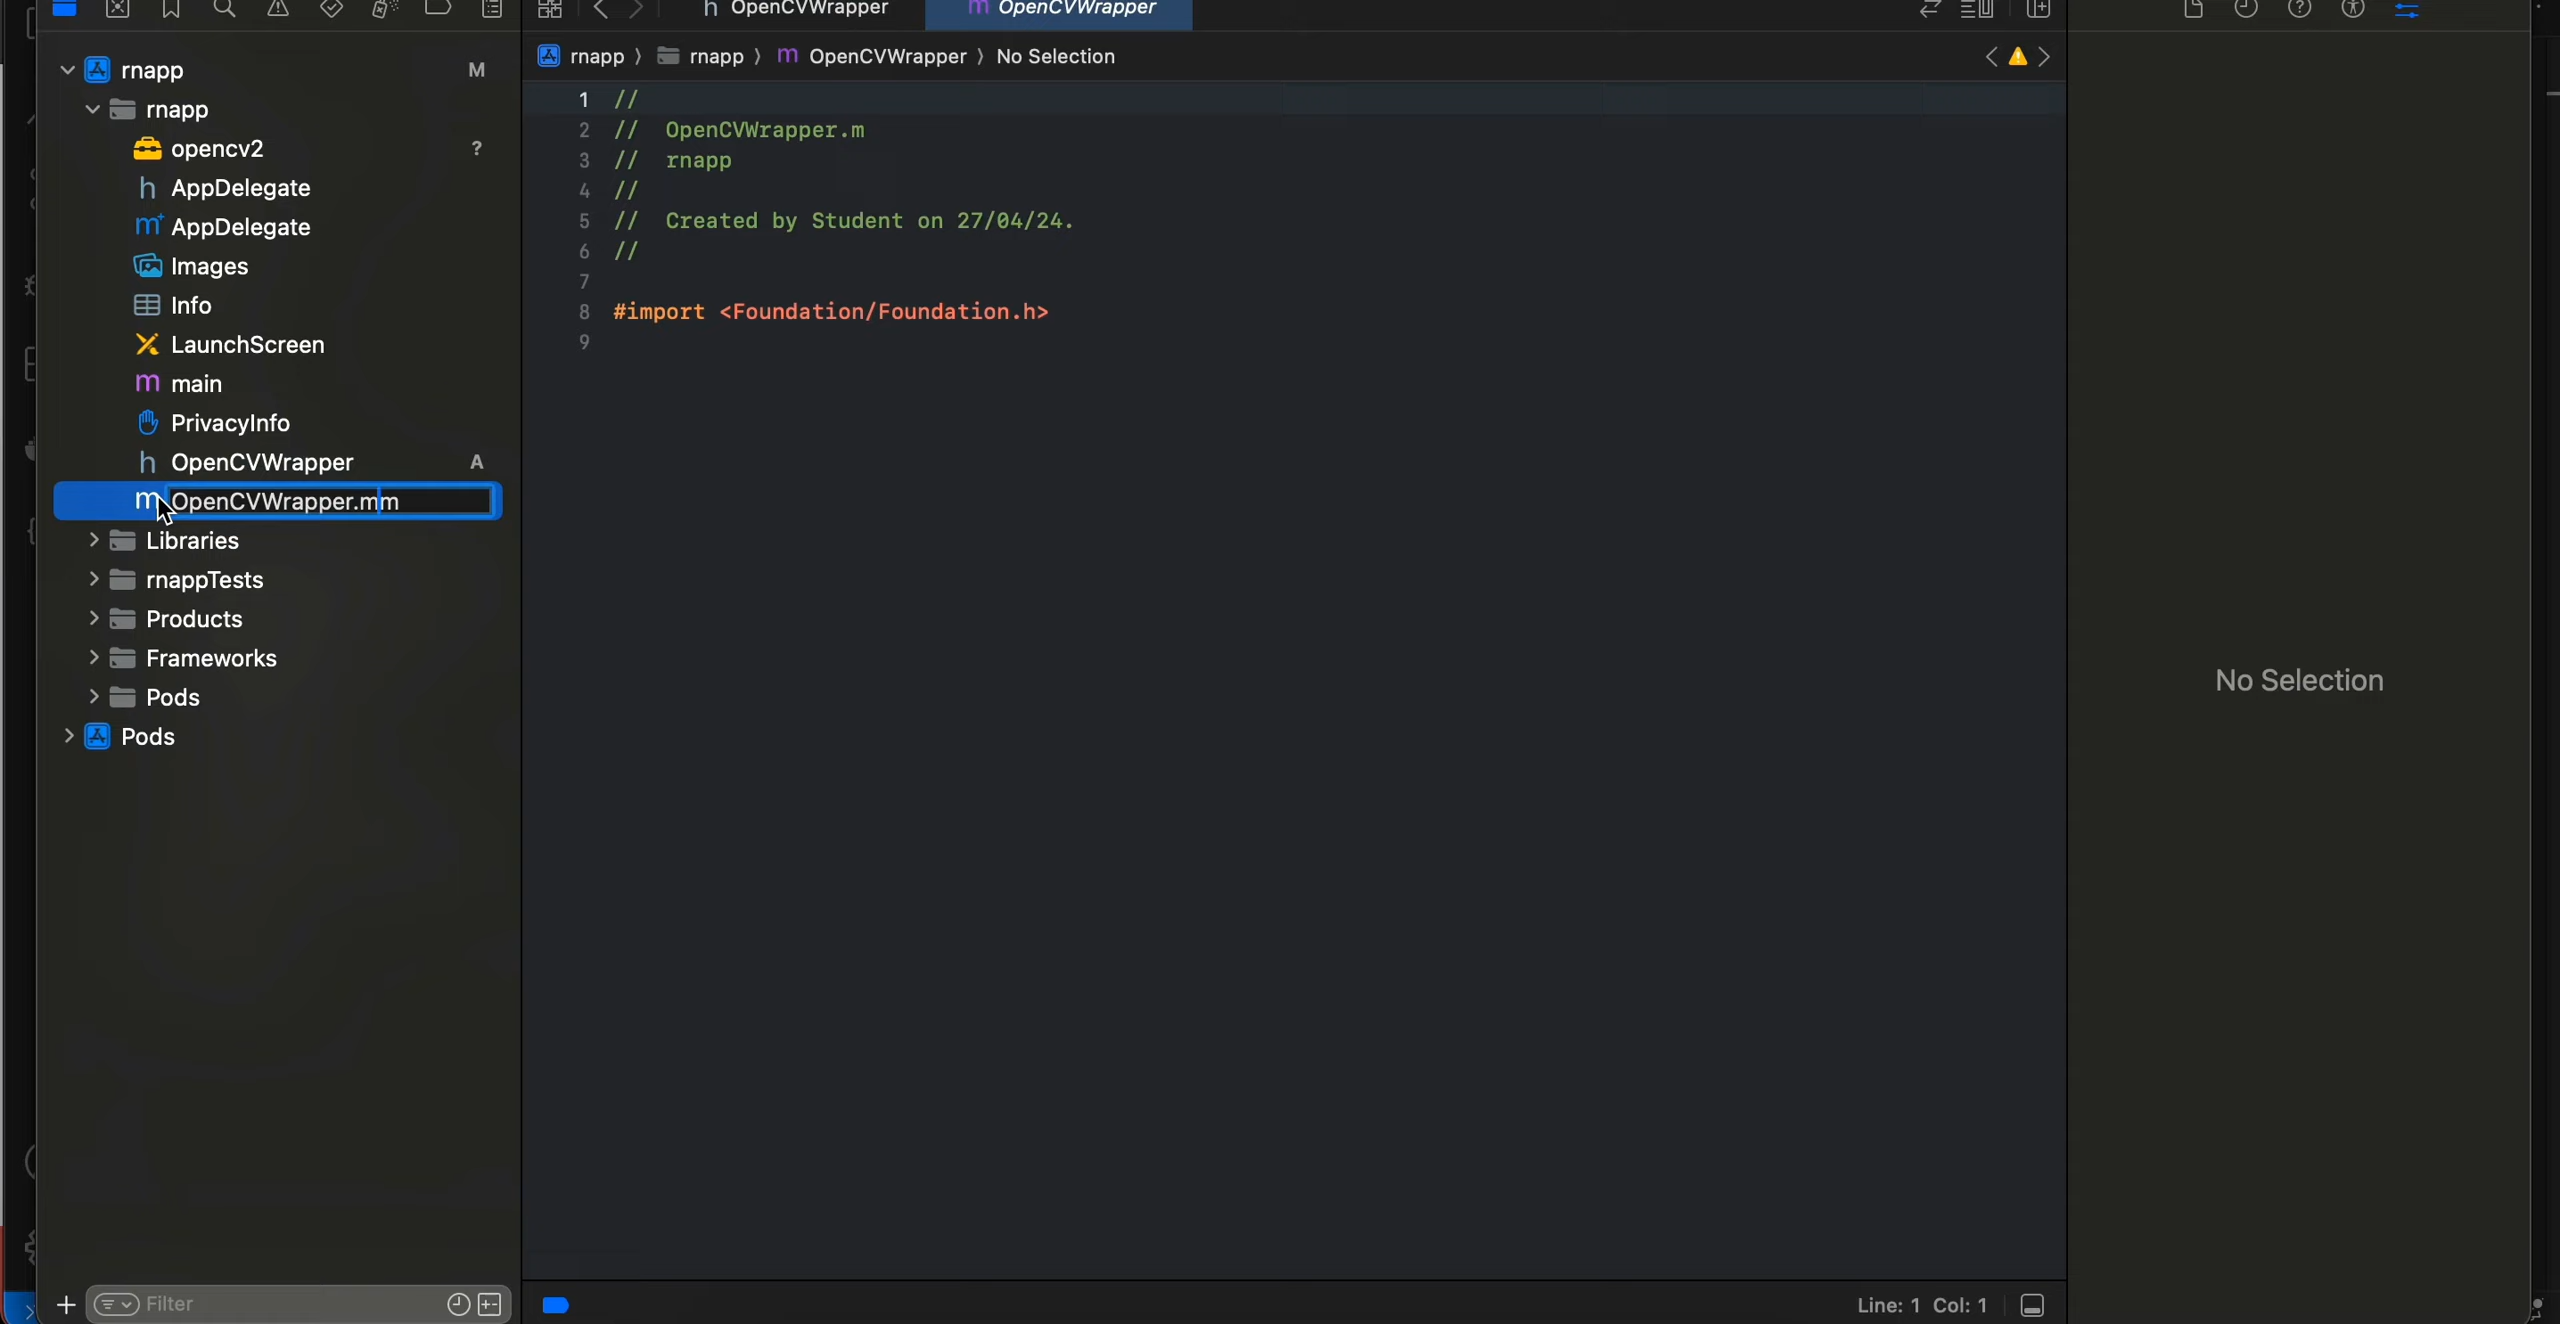 OpenCVWrapper
OpenCVWrapper
rnapp M
rnapp
opencv2 ?
h AppDelegate
m+ AppDelegate
Images
Info
LaunchScreen
m main
PrivacyInfo
h OpenCVWrapper A
m OpenCVWrapper.mm
Libraries
rnappTests
Products
Frameworks
Pods
Pods
Filter
rnapp 〉 rnapp 〉 m OpenCVWrapper 〉 No Selection
1 //
2 //  OpenCVWrapper.m
3 //  rnapp
4 //
5 //  Created by Student on 27/04/24.
6 //
7
8 #import <Foundation/Foundation.h>
9
Line: 1 Col: 1
No Selection